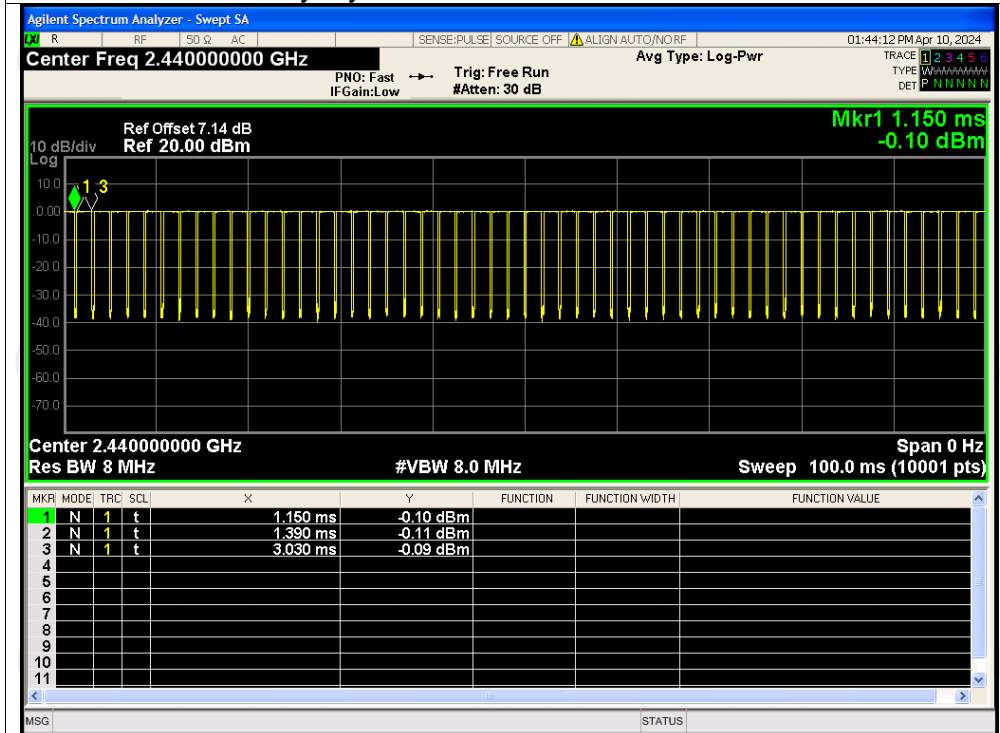 Agilent Spectrum Analyzer - Swept SA
LXI R RF 50 Ω AC SENSE:PULSE SOURCE OFF ALIGN AUTO/NO RF 01:44:12 PM Apr 10, 2024
Center Freq 2.440000000 GHz Avg Type: Log-Pwr TRACE 1 2 3 4 5 6
PNO: Fast Trig: Free Run TYPE WWWWWW
IFGain:Low #Atten: 30 dB DET P N N N N N
Mkr1 1.150 ms
-0.10 dBm
Ref Offset 7.14 dB
10 dB/div Ref 20.00 dBm
Log
10.0
1 3
0.00
-10.0
-20.0
-30.0
-40.0
-50.0
-60.0
-70.0
Center 2.440000000 GHz Span 0 Hz
Res BW 8 MHz #VBW 8.0 MHz Sweep 100.0 ms (10001 pts)
MKR MODE TRC SCL X Y FUNCTION FUNCTION WIDTH FUNCTION VALUE
1 N 1 t 1.150 ms -0.10 dBm
2 N 1 t 1.390 ms -0.11 dBm
3 N 1 t 3.030 ms -0.09 dBm
4
5
6
7
8
9
10
11
MSG STATUS